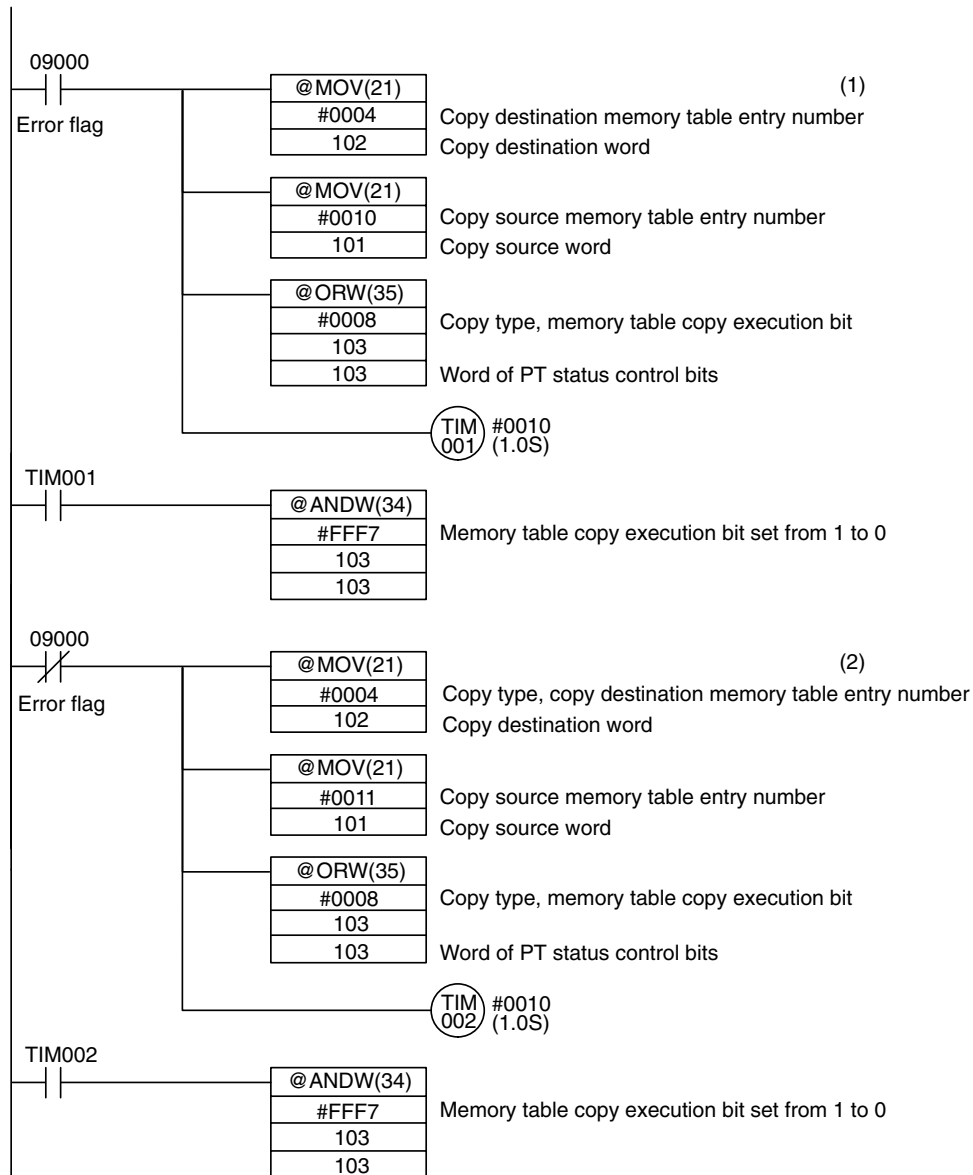 09000
@MOV(21) (1)
Error flag
#0004 Copy destination memory table entry number
102 Copy destination word
@MOV(21)
#0010 Copy source memory table entry number
101 Copy source word
@ORW(35)
#0008 Copy type, memory table copy execution bit
103
103 Word of PT status control bits
TIM #0010
001 (1.0S)
TIM001
@ANDW(34)
#FFF7 Memory table copy execution bit set from 1 to 0
103
103
09000
@MOV(21) (2)
Error flag
#0004 Copy type, copy destination memory table entry number
102 Copy destination word
@MOV(21)
#0011 Copy source memory table entry number
101 Copy source word
@ORW(35)
#0008 Copy type, memory table copy execution bit
103
103 Word of PT status control bits
TIM #0010
002 (1.0S)
TIM002
@ANDW(34)
#FFF7 Memory table copy execution bit set from 1 to 0
103
103